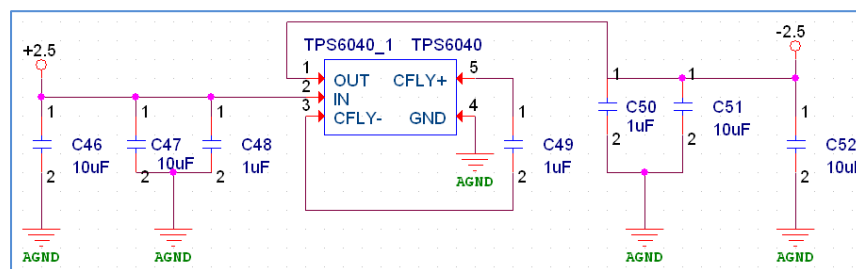 TPS6040_1 TPS6040
+2.5
-2.5
1 OUT CFLY+ 5
2 IN
3 CFLY- GND 4
1 C46 10uF 2
1 C47 10uF 2
1 C48 1uF 2
1 C49 1uF 2
1 C50 1uF 2
1 C51 10uF 2
1 C52 10u 2
AGND
AGND
AGND
AGND
AGND